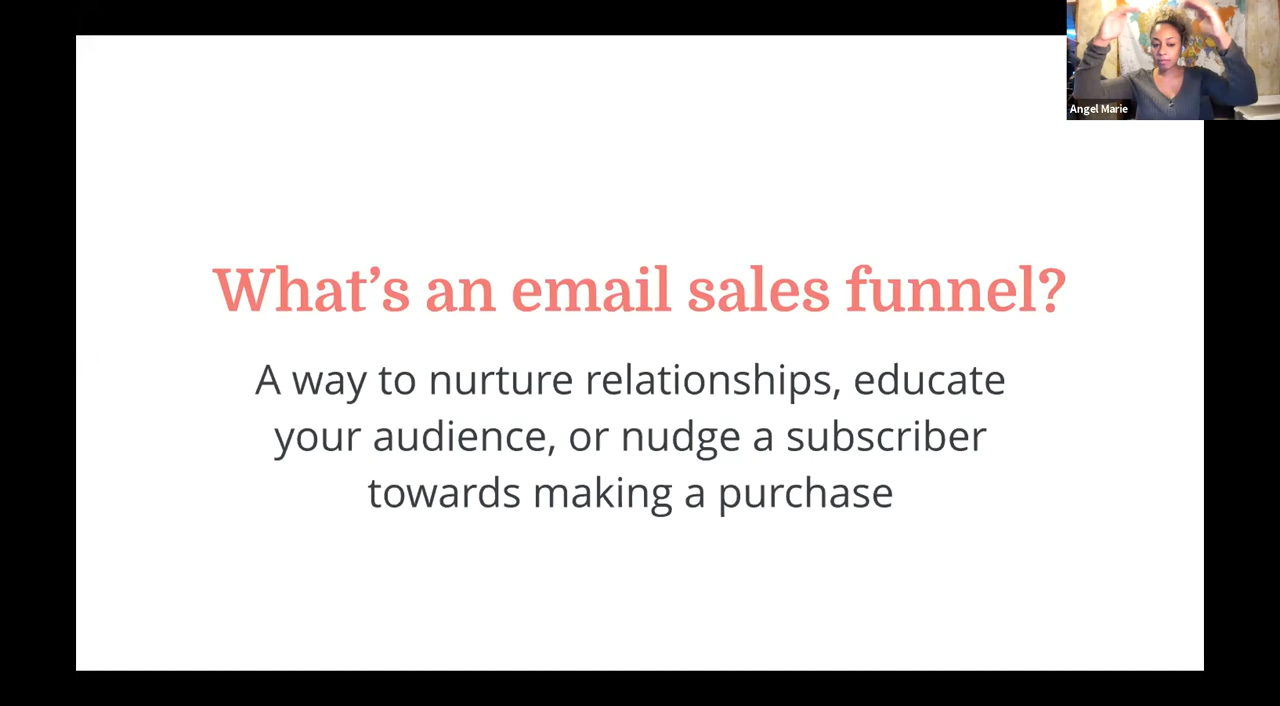 Angel Marie
What’s an email sales funnel?
A way to nurture relationships, educate
your audience, or nudge a subscriber
towards making a purchase